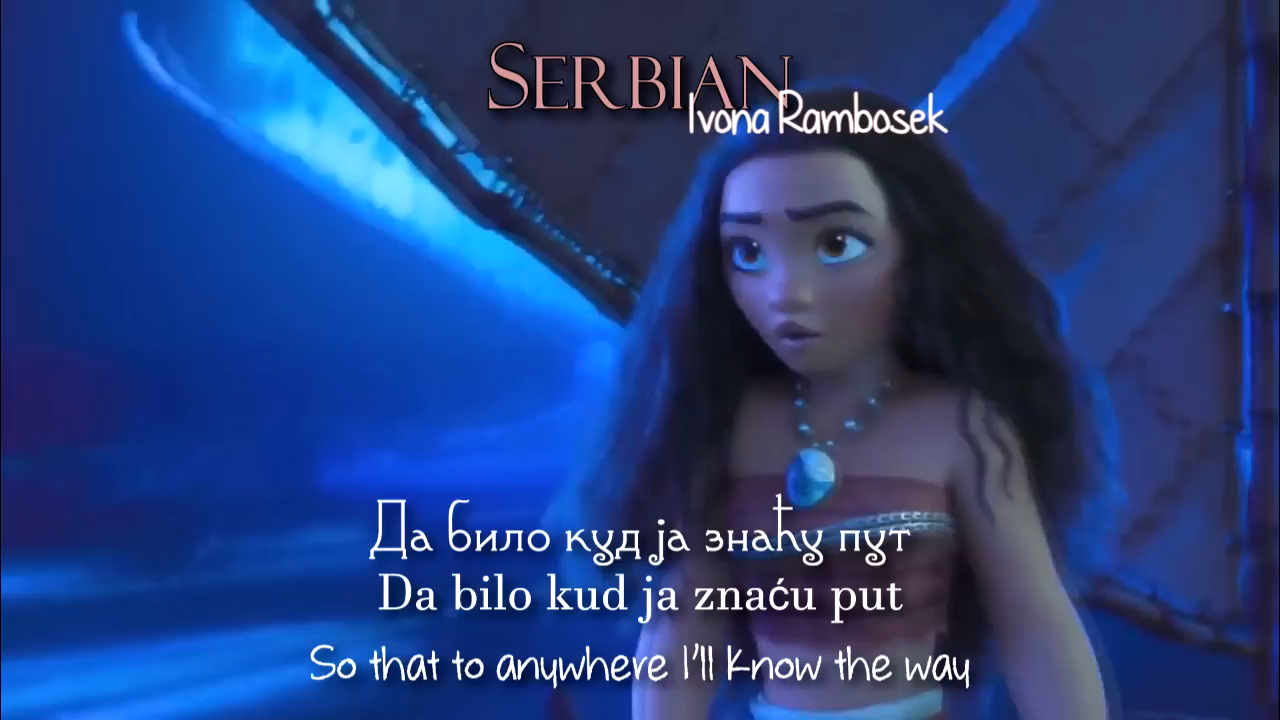 SERBIAN
Ivona Rambosek
Да било куд ја знаћу пут
Da bilo kud ja znaću put
So that to anywhere I'll know the way